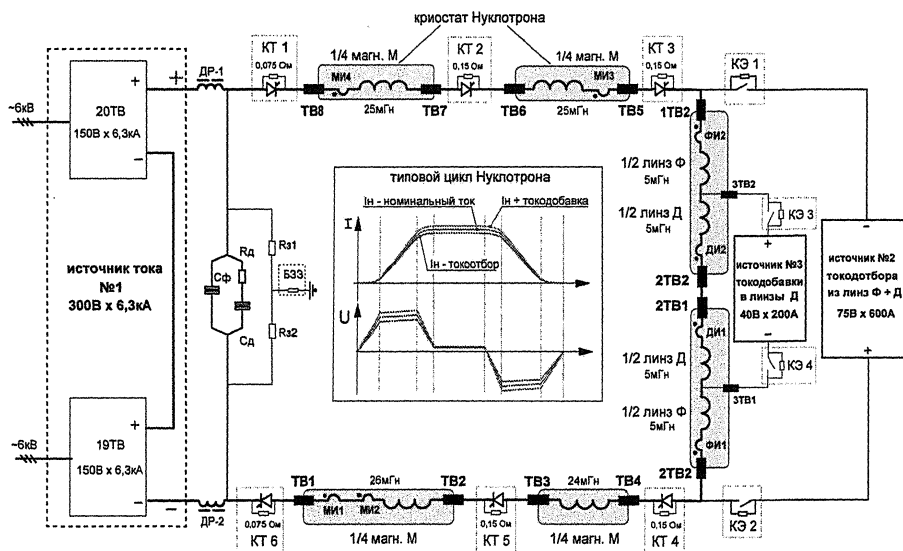 криостат Нуклотрона
КТ 1
0,075 Ом
1/4 магн. М
МИ4
25мГн
ТВ8
ТВ7
КТ 2
0,15 Ом
1/4 магн. М
МИ3
25мГн
ТВ6
ТВ5
КТ 3
0,15 Ом
КЭ 1
ДР-1
+
~6кВ
+
20ТВ
150В х 6,3кА
−
источник тока
№1
300В х 6,3кА
~6кВ
+
19ТВ
150В х 6,3кА
−
−
ДР-2
Rд
Сф
Сд
Rз1
БЗЗ
Rз2
типовой цикл Нуклотрона
Iн - номинальный ток
Iн + токодобавка
I
Iн - токоотбор
U
1ТВ2
ФИ2
1/2 линз Ф
5мГн
3ТВ2
1/2 линз Д
5мГн
ДИ2
2ТВ2
2ТВ1
ДИ1
1/2 линз Д
5мГн
3ТВ1
1/2 линз Ф
5мГн
ФИ1
2ТВ2
КЭ 3
+
источник №3
токодобавки
в линзы Д
40В х 200А
−
КЭ 4
−
источник №2
токодотбора
из линз Ф + Д
75В х 600А
+
КЭ 2
0,075 Ом
КТ 6
ТВ1
26мГн
ТВ2
МИ1
МИ2
1/4 магн. М
0,15 Ом
КТ 5
ТВ3
24мГн
ТВ4
1/4 магн. М
0,15 Ом
КТ 4